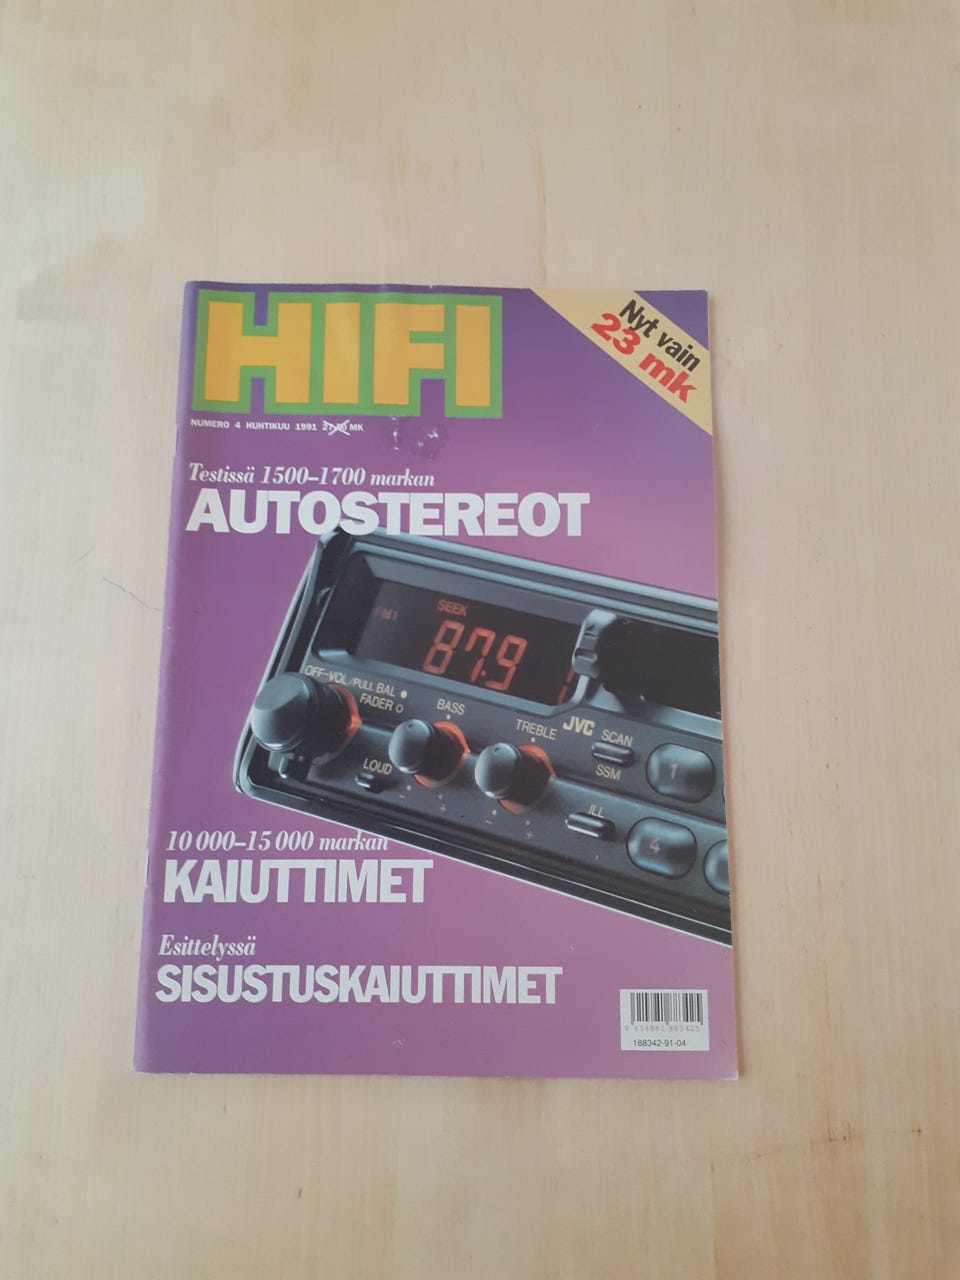 HIFI
Nyt vain
23 mk
NUMERO 4 HUHTIKUU 1991 27,50 MK
Testissä 1500–1700 markan
AUTOSTEREOT
SEEK
FM1
87.9
OFF-VOL/PULL BAL
FADER
BASS
TREBLE
JVC
SCAN
SSM
1
LOUD
ILL
4
10 000–15 000 markan
KAIUTTIMET
Esittelyssä
SISUSTUSKAIUTTIMET
188342-91-04